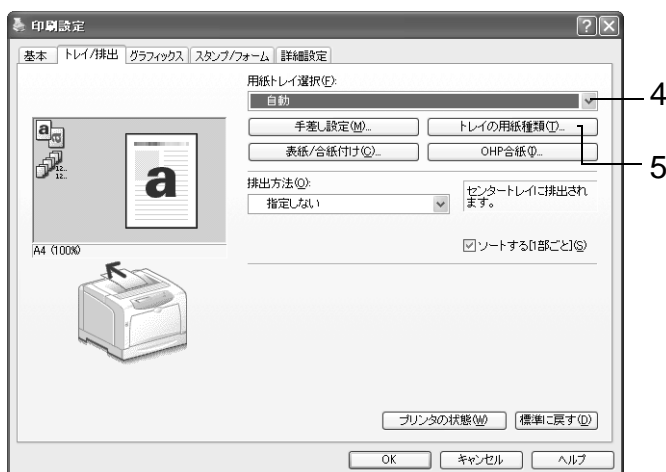 印刷設定
基本 トレイ/排出 グラフィックス スタンプ/フォーム 詳細設定
用紙トレイ選択(F):
自動
4
手差し設定(M)...
トレイの用紙種類(T)...
表紙/合紙付け(C)...
OHP合紙(I)...
5
排出方法(O):
指定しない
センタートレイに排出されます。
ソートする[1部ごと](S)
a
a
12...
12...
a
A4 (100%)
プリンタの状態(W)
標準に戻す(D)
OK
キャンセル
ヘルプ